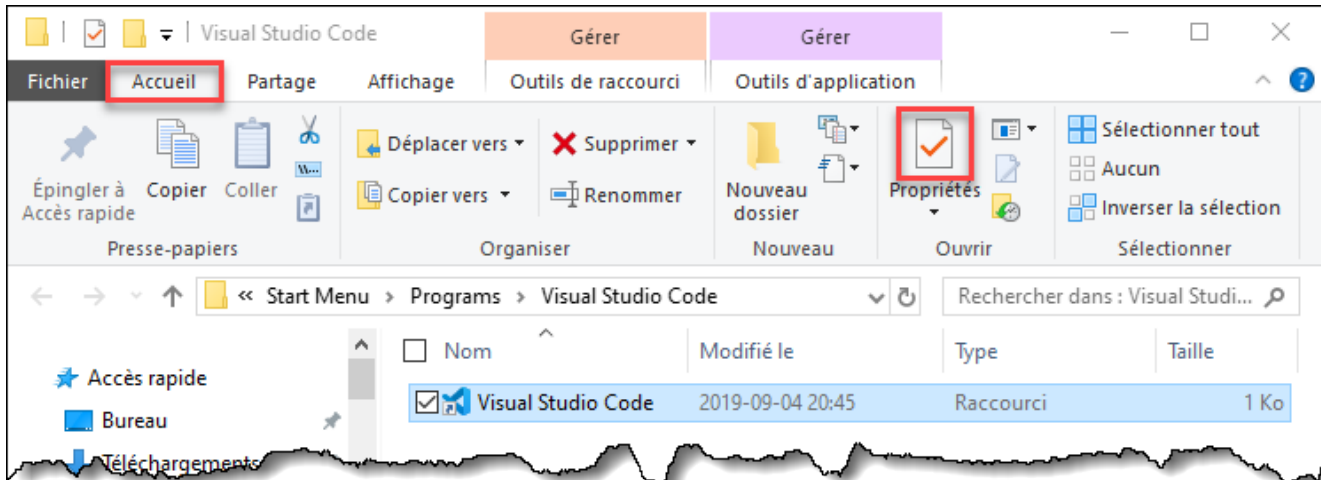 Visual Studio Code
Gérer
Gérer
Fichier
Accueil
Partage
Affichage
Outils de raccourci
Outils d'application
Épingler à
Accès rapide
Copier
Coller
Presse-papiers
Déplacer vers
Copier vers
Supprimer
Renommer
Organiser
Nouveau
dossier
Nouveau
Propriétés
Ouvrir
Sélectionner tout
Aucun
Inverser la sélection
Sélectionner
« Start Menu > Programs > Visual Studio Code
Rechercher dans : Visual Studi...
Nom
Modifié le
Type
Taille
Accès rapide
Bureau
Téléchargements
Visual Studio Code
2019-09-04 20:45
Raccourci
1 Ko